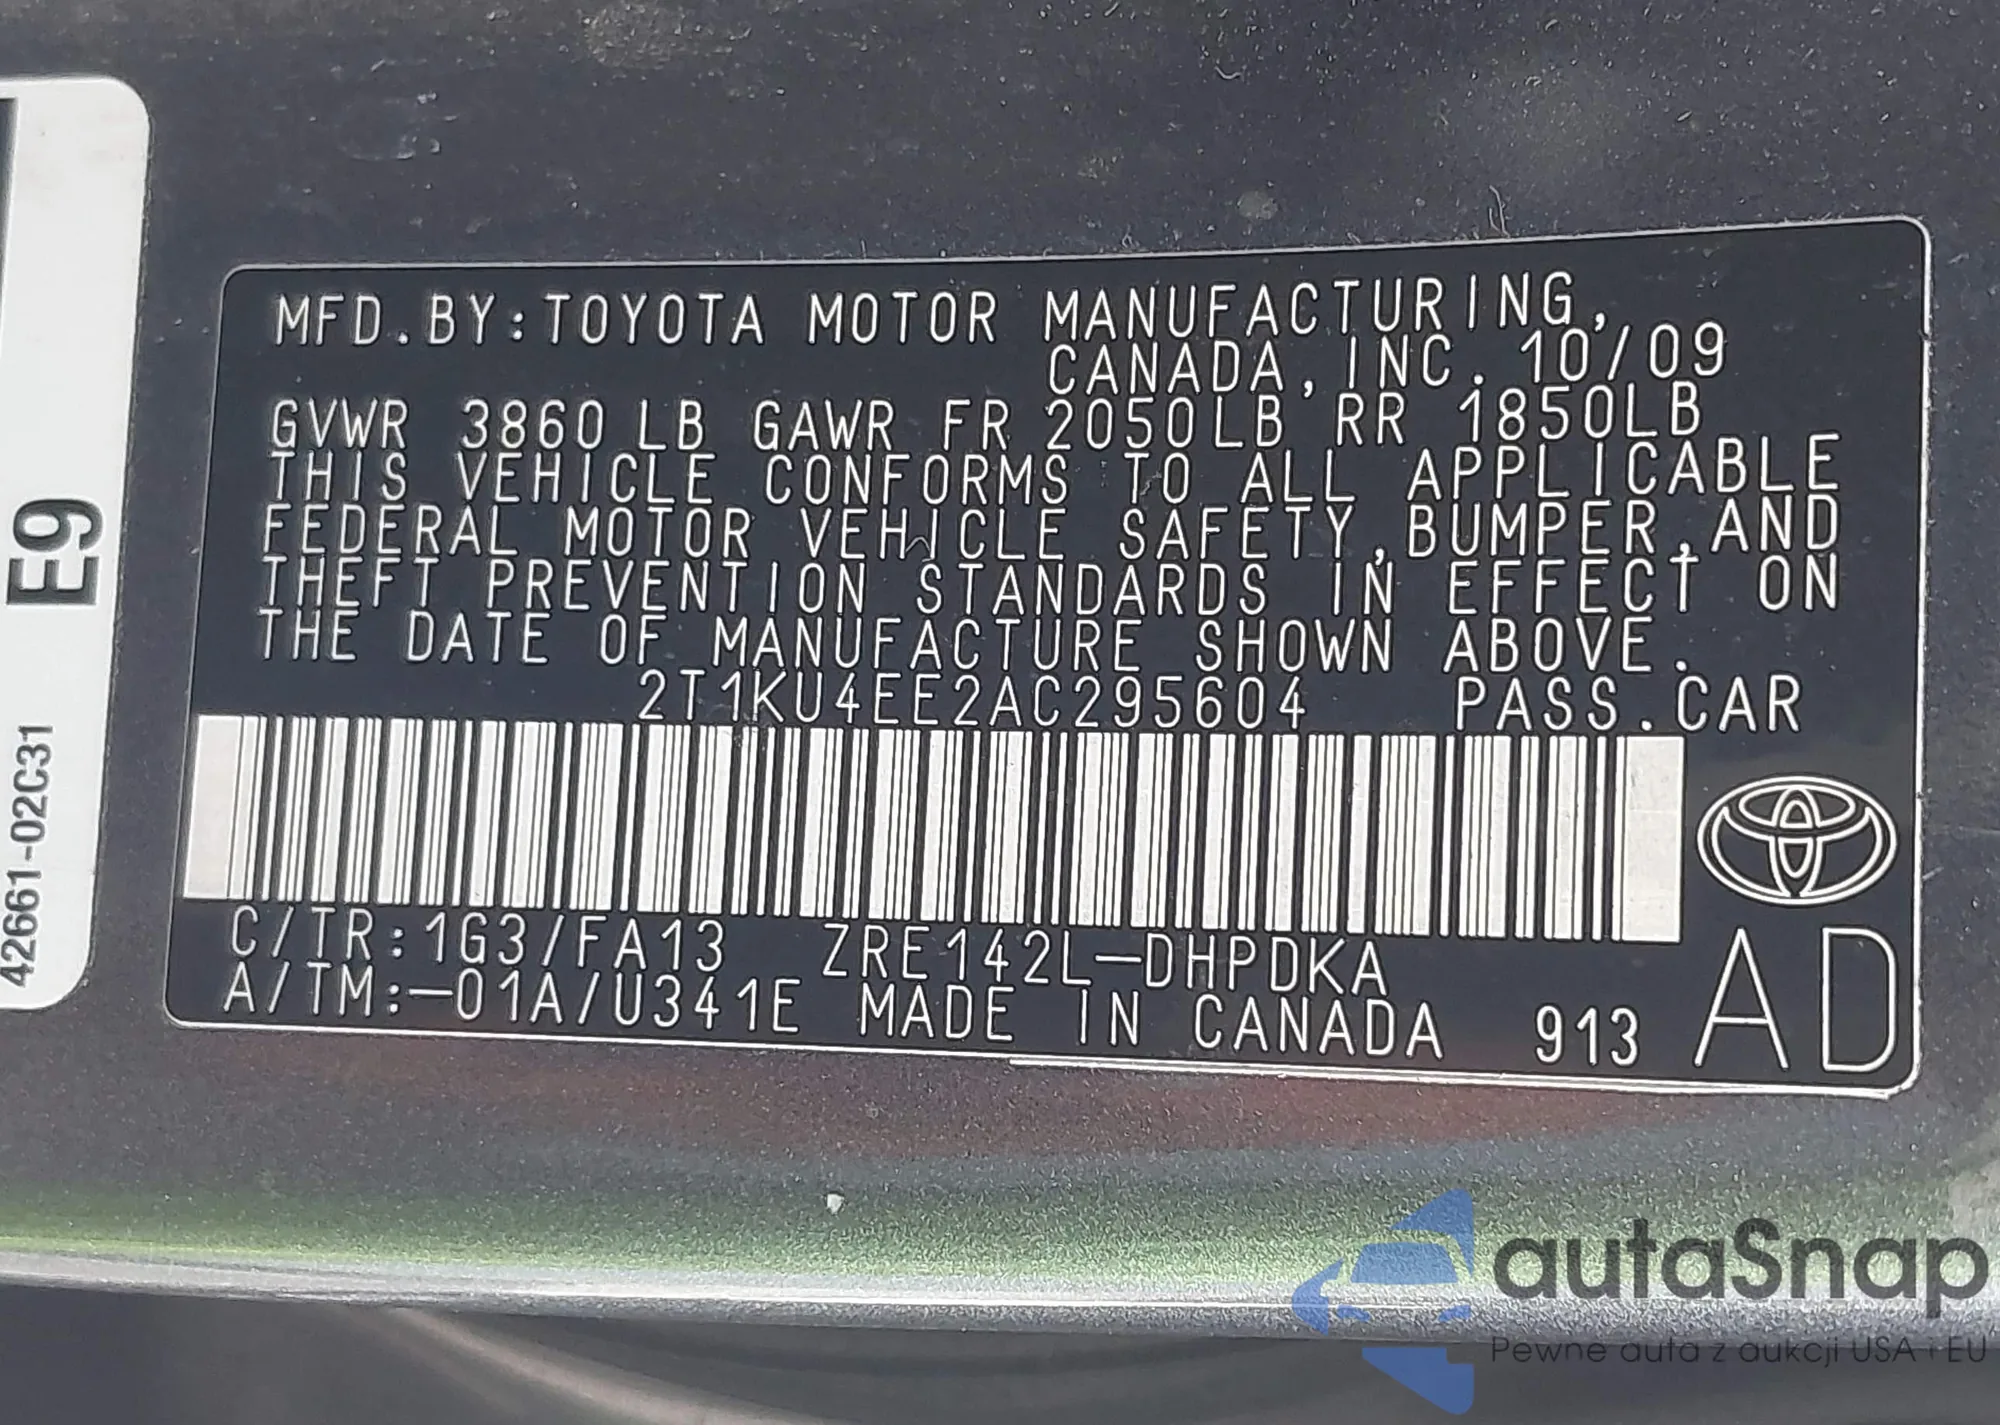 MFD.BY:TOYOTA MOTOR MANUFACTURING,
CANADA,INC. 10/09
GVWR 3860LB GAWR FR 2050LB RR 1850LB
THIS VEHICLE CONFORMS TO ALL APPLICABLE
FEDERAL MOTOR VEHICLE SAFETY,BUMPER,AND
THEFT PREVENTION STANDARDS IN EFFECT ON
THE DATE OF MANUFACTURE SHOWN ABOVE.
2T1KU4EE2AC295604 PASS.CAR
C/TR:1G3/FA13 ZRE142L-DHPDKA
A/TM:-01A/U341E MADE IN CANADA 913
AD
42661-02C31 E9
autaSnap
Pewne auta z aukcji USA i EU